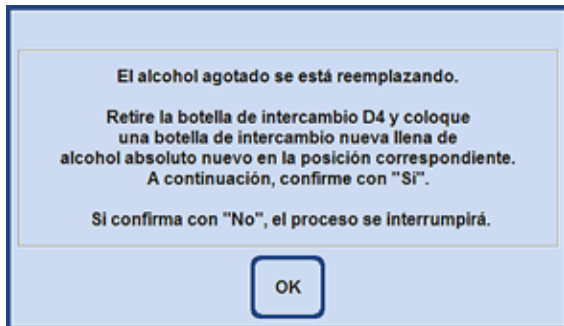 El alcohol agotado se está reemplazando.
Retire la botella de intercambio D4 y coloque
una botella de intercambio nueva llena de
alcohol absoluto nuevo en la posición correspondiente.
A continuación, confirme con "Sí".
Si confirma con "No", el proceso se interrumpirá.
OK